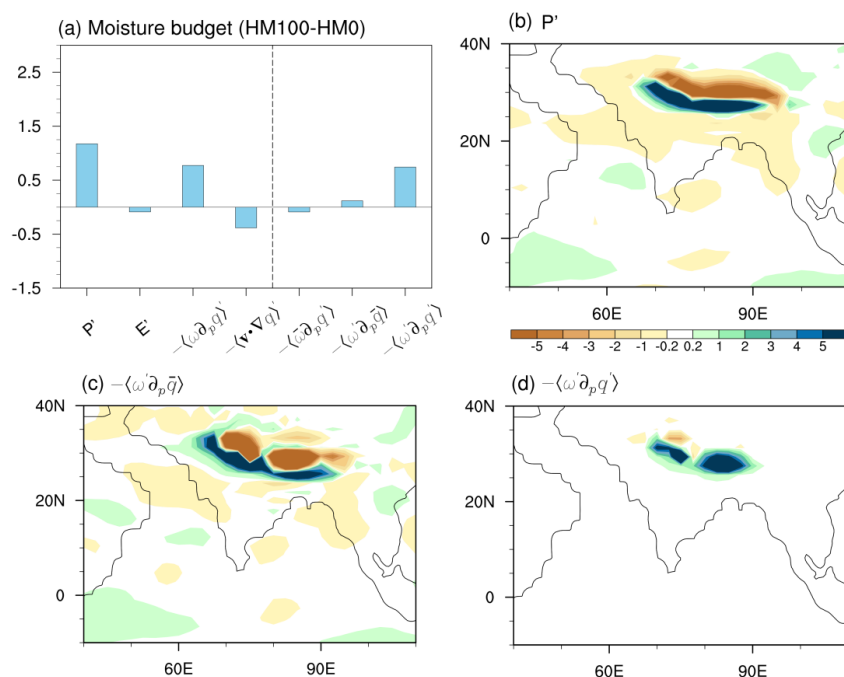 (a) Moisture budget (HM100-HM0)
2.5
1.5
0.5
-0.5
-1.5
P'
E'
−⟨ω∂ₚq⟩'
−⟨v•∇q⟩'
−⟨ω̄∂ₚq'⟩
−⟨ω'∂ₚq̄⟩
−⟨ω'∂ₚq'⟩
(b) P'
40N
20N
0
60E 90E
-5 -4 -3 -2 -1 -0.2 0.2 1 2 3 4 5
(c) −⟨ω'∂ₚq̄⟩
40N
20N
0
60E 90E
(d) −⟨ω'∂ₚq'⟩
40N
20N
0
60E 90E